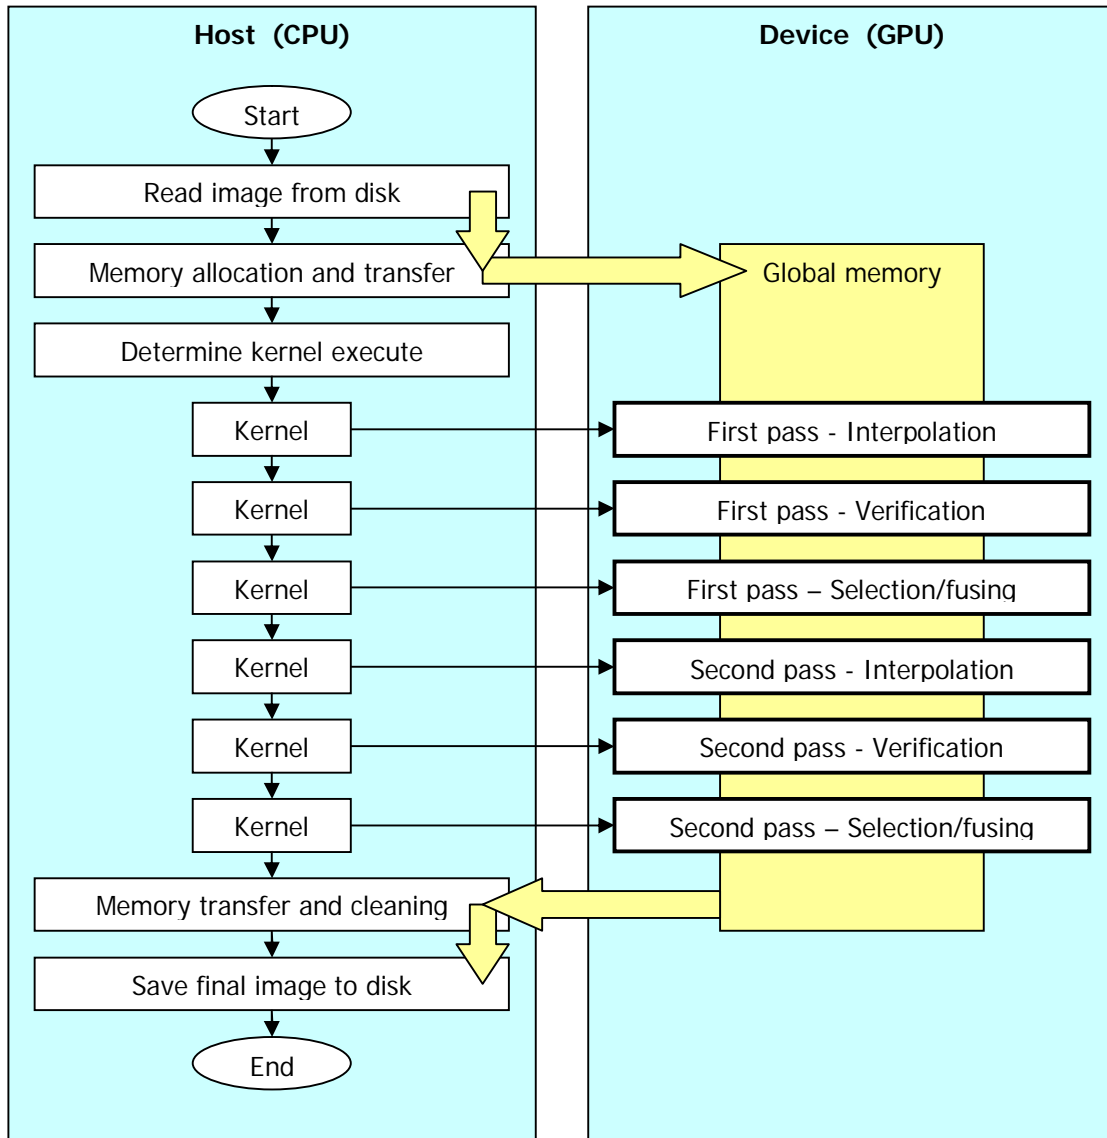 Host (CPU)
Device (GPU)
Start
Read image from disk
Memory allocation and transfer
Global memory
Determine kernel execute
Kernel
First pass - Interpolation
Kernel
First pass - Verification
Kernel
First pass – Selection/fusing
Kernel
Second pass - Interpolation
Kernel
Second pass - Verification
Kernel
Second pass – Selection/fusing
Memory transfer and cleaning
Save final image to disk
End